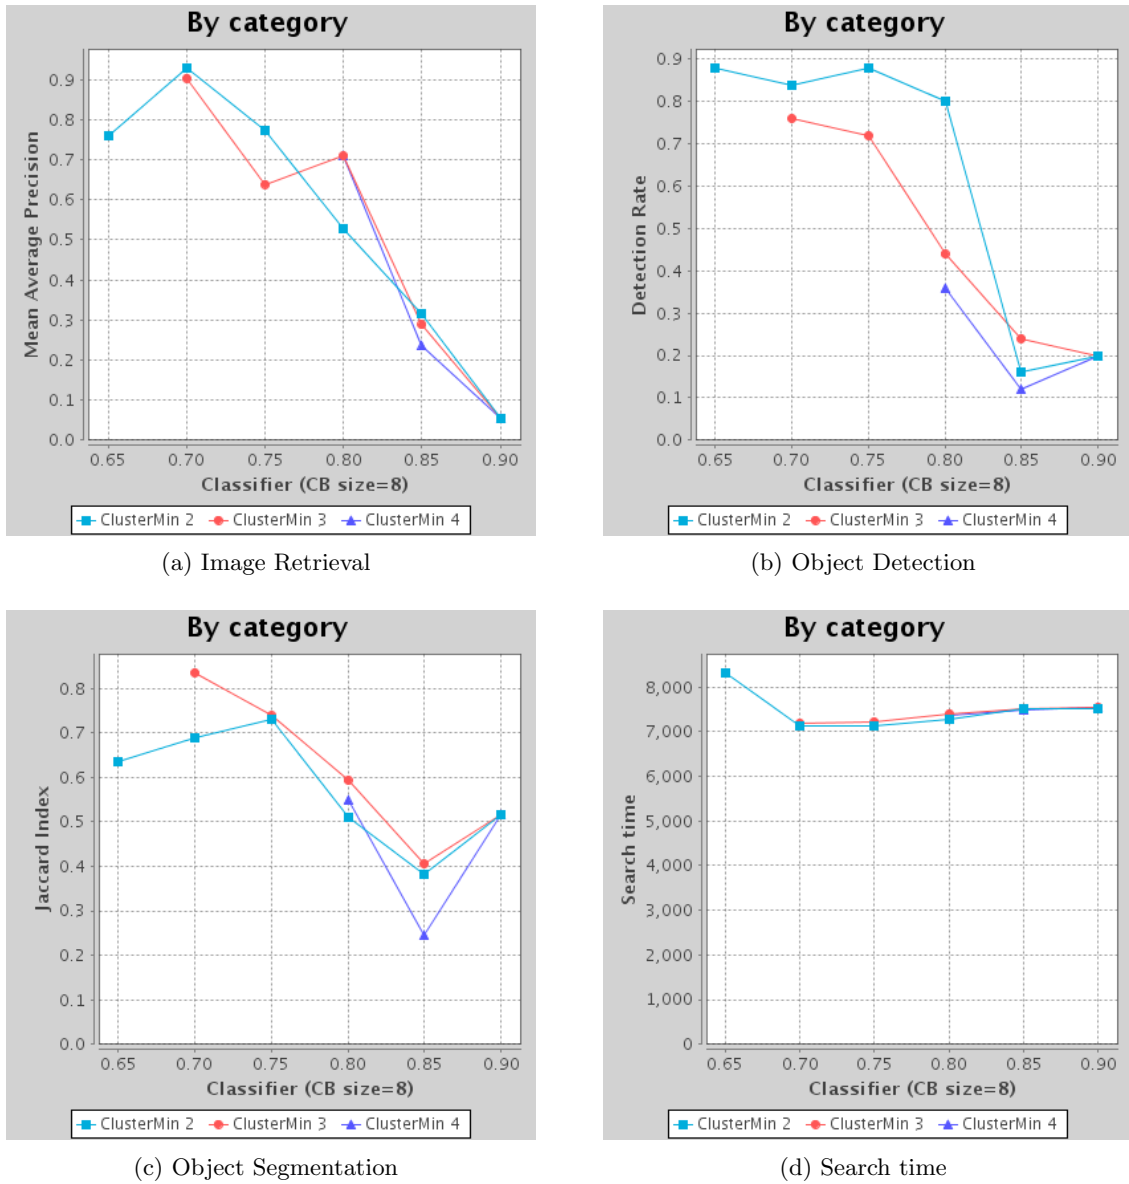 By category
Mean Average Precision
0.9
0.8
0.7
0.6
0.5
0.4
0.3
0.2
0.1
0.0
0.65 0.70 0.75 0.80 0.85 0.90
Classifier (CB size=8)
ClusterMin 2 ClusterMin 3 ClusterMin 4
(a) Image Retrieval
By category
Detection Rate
0.9
0.8
0.7
0.6
0.5
0.4
0.3
0.2
0.1
0.0
0.65 0.70 0.75 0.80 0.85 0.90
Classifier (CB size=8)
ClusterMin 2 ClusterMin 3 ClusterMin 4
(b) Object Detection
By category
Jaccard Index
0.8
0.7
0.6
0.5
0.4
0.3
0.2
0.1
0.0
0.65 0.70 0.75 0.80 0.85 0.90
Classifier (CB size=8)
ClusterMin 2 ClusterMin 3 ClusterMin 4
(c) Object Segmentation
By category
Search time
8,000
7,000
6,000
5,000
4,000
3,000
2,000
1,000
0
0.65 0.70 0.75 0.80 0.85 0.90
Classifier (CB size=8)
ClusterMin 2 ClusterMin 3 ClusterMin 4
(d) Search time